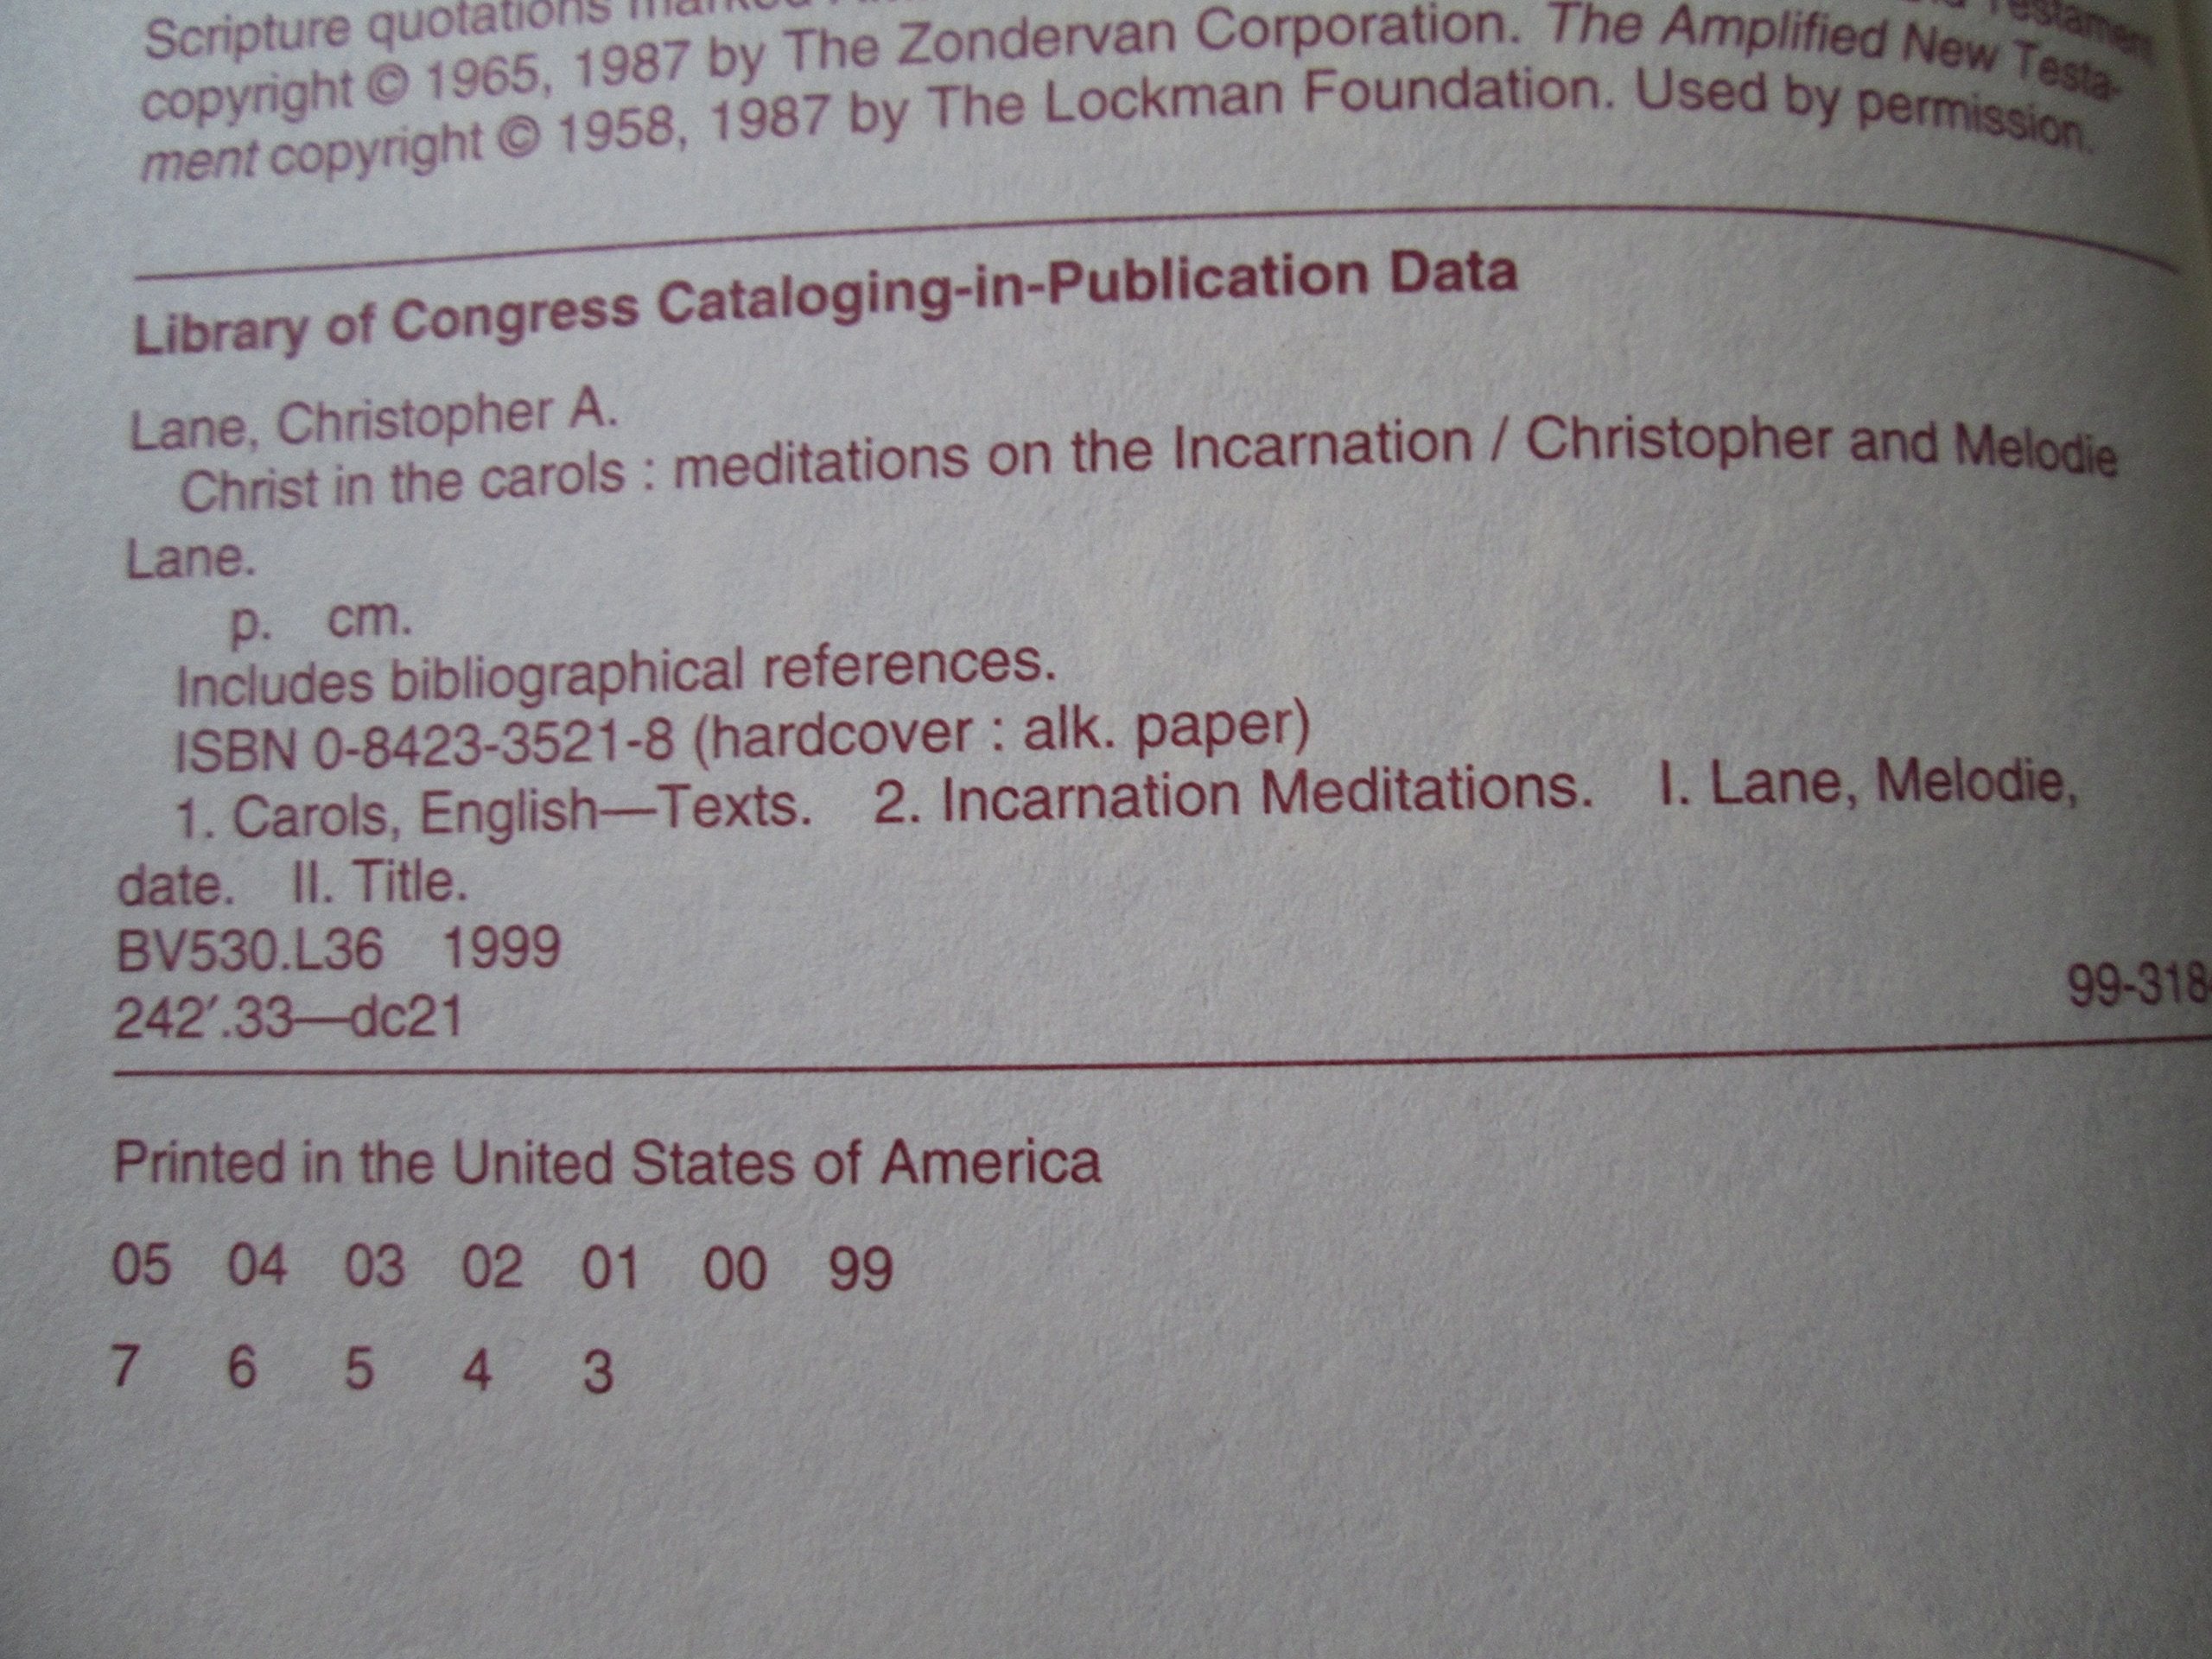 Scripture quotations
copyright © 1965, 1987 by The Zondervan Corporation. The Amplified New Testa-
ment copyright © 1958, 1987 by The Lockman Foundation. Used by permission.
Library of Congress Cataloging-in-Publication Data
Lane, Christopher A.
Christ in the carols : meditations on the Incarnation / Christopher and Melodie
Lane.
p. cm.
Includes bibliographical references.
ISBN 0-8423-3521-8 (hardcover : alk. paper)
1. Carols, English—Texts. 2. Incarnation Meditations. I. Lane, Melodie,
date. II. Title.
BV530.L36 1999
242′.33—dc21
99-318
Printed in the United States of America
05 04 03 02 01 00 99
7 6 5 4 3